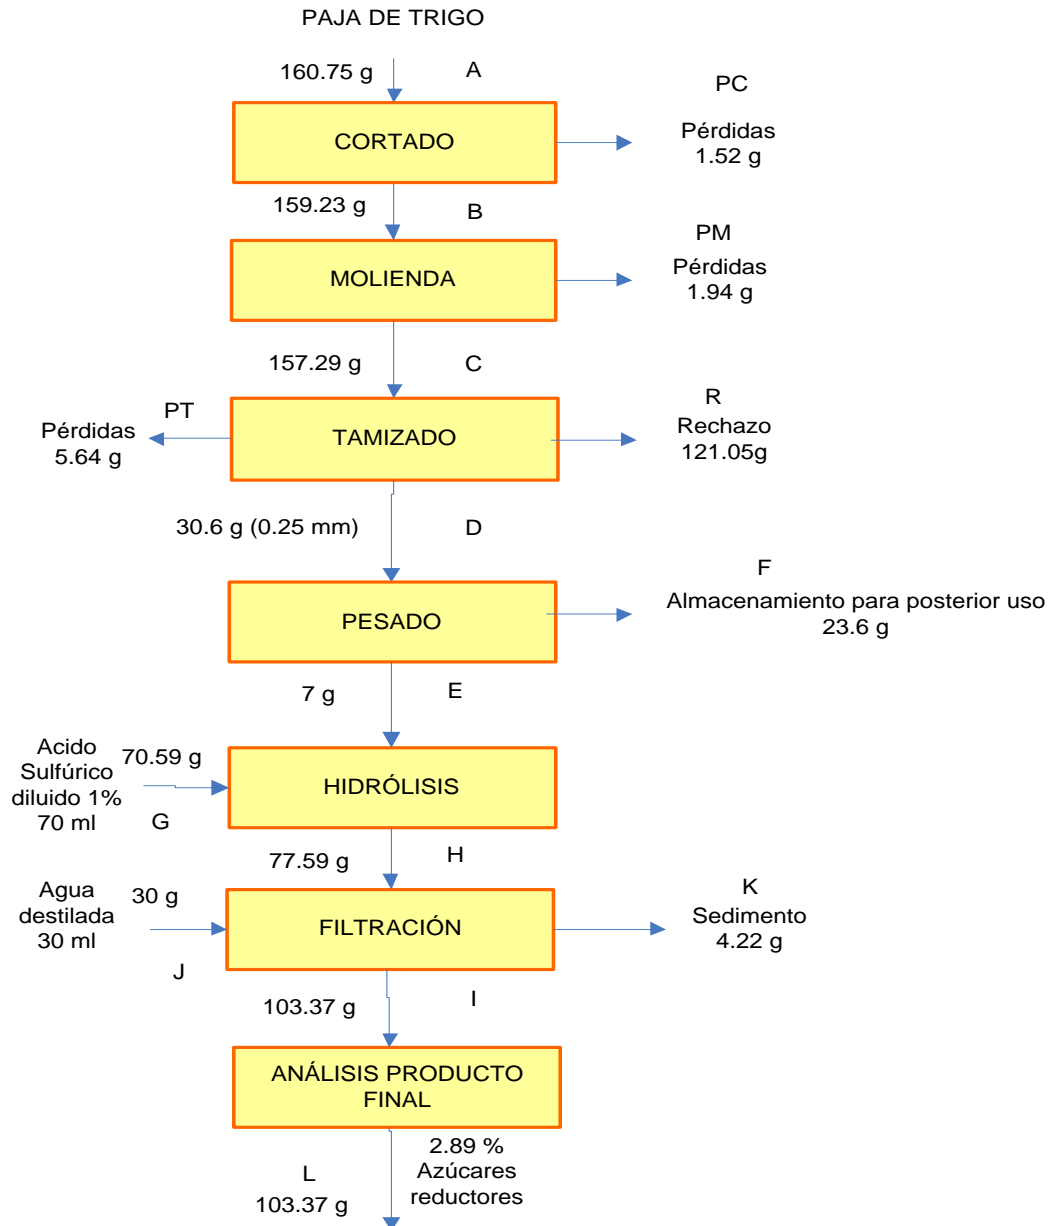 PAJA DE TRIGO
160.75 g
A
PC
CORTADO
Pérdidas
1.52 g
159.23 g
B
PM
MOLIENDA
Pérdidas
1.94 g
157.29 g
C
PT
R
Pérdidas
5.64 g
TAMIZADO
Rechazo
121.05g
30.6 g (0.25 mm)
D
F
PESADO
Almacenamiento para posterior uso
23.6 g
7 g
E
Acido
Sulfúrico
diluido 1%
70 ml
70.59 g
G
HIDRÓLISIS
77.59 g
H
K
Agua
destilada
30 ml
30 g
J
FILTRACIÓN
Sedimento
4.22 g
103.37 g
I
ANÁLISIS PRODUCTO
FINAL
L
103.37 g
2.89 %
Azúcares
reductores